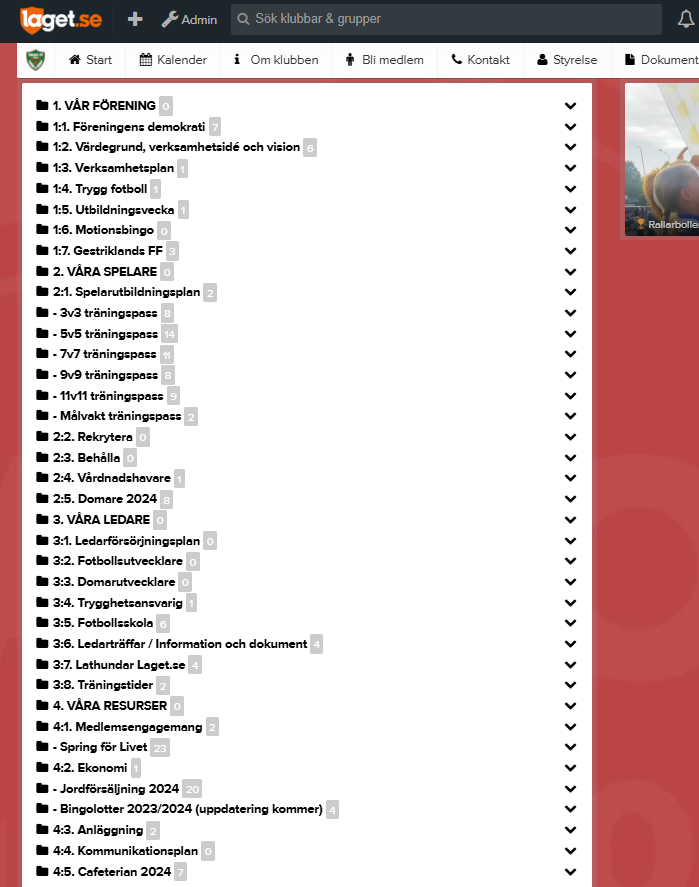 laget.se
Admin
Sök klubbar & grupper
Start
Kalender
Om klubben
Bli medlem
Kontakt
Styrelse
Dokument
1. VÅR FÖRENING 0
1:1. Föreningens demokrati 7
1:2. Värdegrund, verksamhetsidé och vision 6
1:3. Verksamhetsplan 1
1:4. Trygg fotboll 1
1:5. Utbildningsvecka 1
1:6. Motionsbingo 0
1:7. Gestriklands FF 3
2. VÅRA SPELARE 0
2:1. Spelarutbildningsplan 2
- 3v3 träningspass 8
- 5v5 träningspass 14
- 7v7 träningspass 11
- 9v9 träningspass 8
- 11v11 träningspass 9
- Målvakt träningspass 2
2:2. Rekrytera 0
2:3. Behålla 0
2:4. Vårdnadshavare 1
2:5. Domare 2024 8
3. VÅRA LEDARE 0
3:1. Ledarförsörjningsplan 0
3:2. Fotbollsutvecklare 0
3:3. Domarutvecklare 0
3:4. Trygghetsansvarig 1
3:5. Fotbollsskola 6
3:6. Ledarträffar / Information och dokument 4
3:7. Lathundar Laget.se 4
3:8. Träningstider 2
4. VÅRA RESURSER 0
4:1. Medlemsengagemang 2
- Spring för Livet 23
4:2. Ekonomi 1
- Jordförsäljning 2024 20
- Bingolotter 2023/2024 (uppdatering kommer) 4
4:3. Anläggning 2
4:4. Kommunikationsplan 0
4:5. Cafeterian 2024 7
Rallarbolle